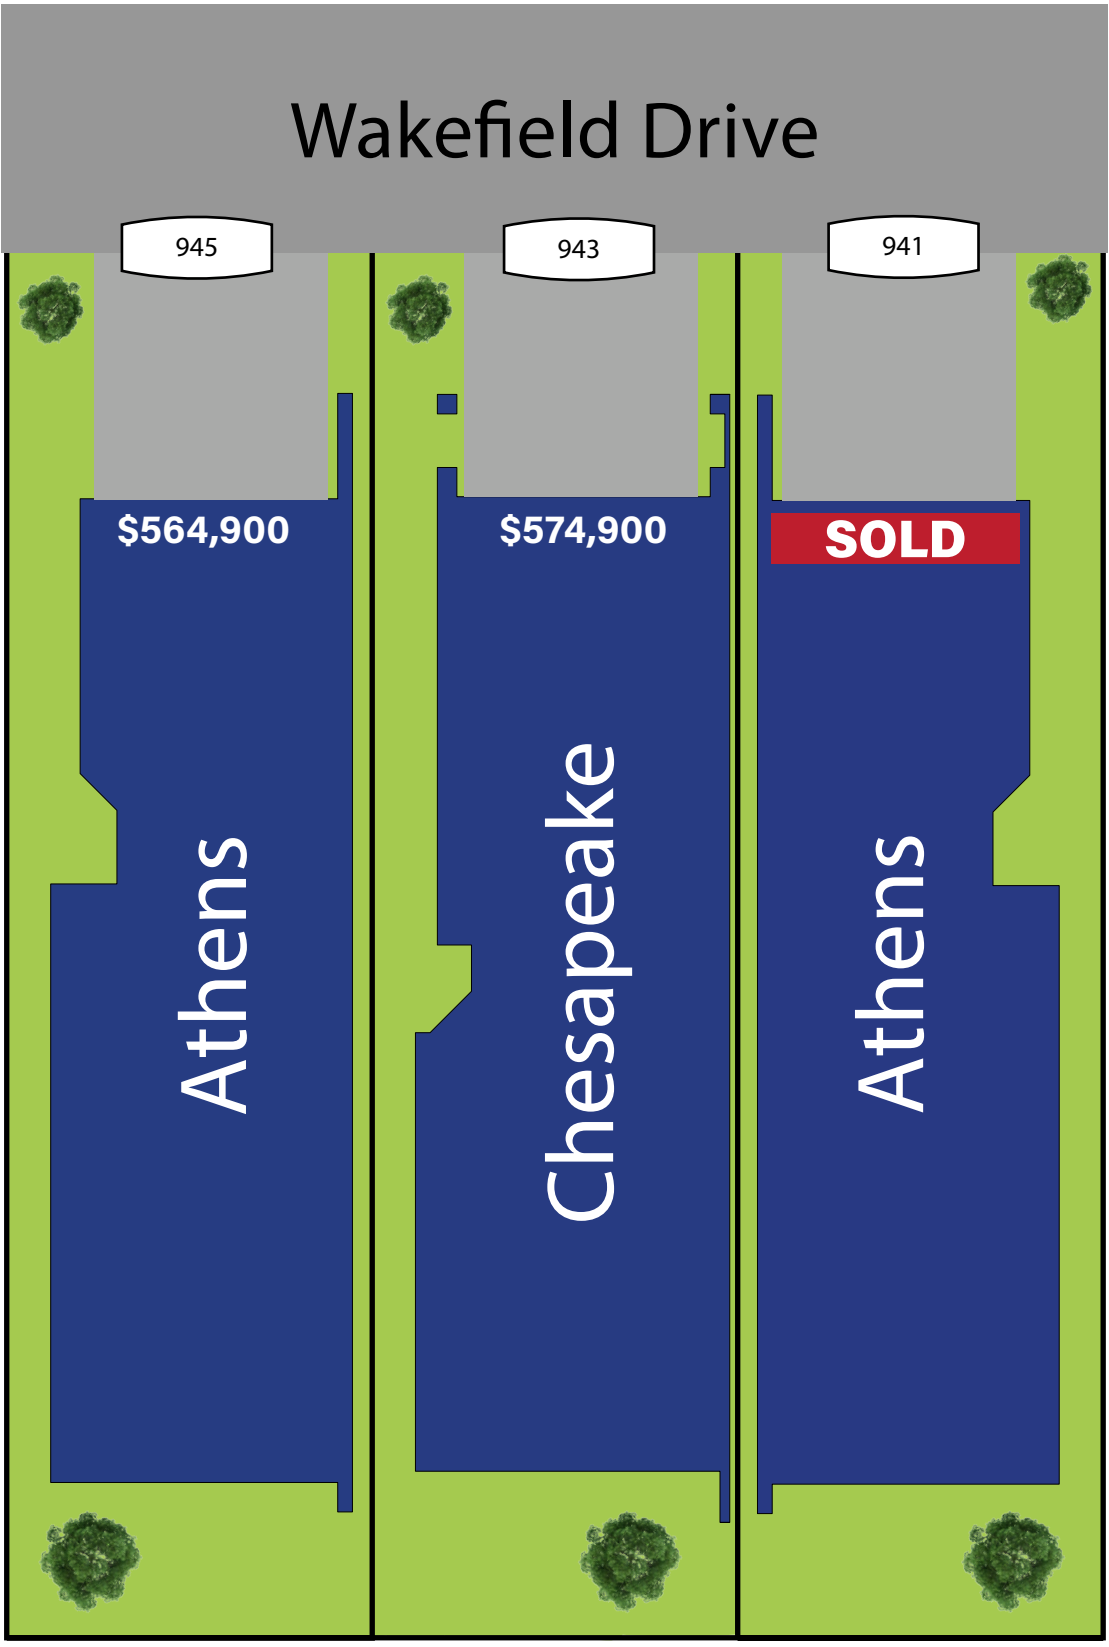 Wakefield Drive
945
943
941
$564,900
$574,900
SOLD
Athens
Chesapeake
Athens